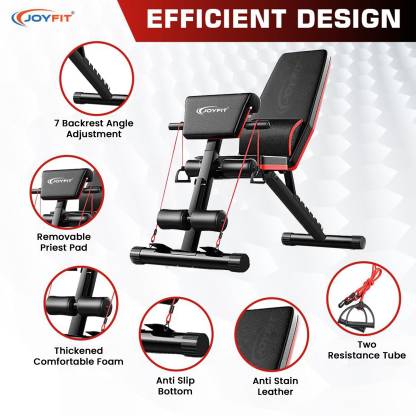 JOYFIT®
EFFICIENT DESIGN
JOYFIT
7 Backrest Angle
Adjustment
JOYFIT
Removable
Priest Pad
Thickened
Comfortable Foam
Anti Slip
Bottom
JOYFIT
Anti Stain
Leather
Two
Resistance Tube